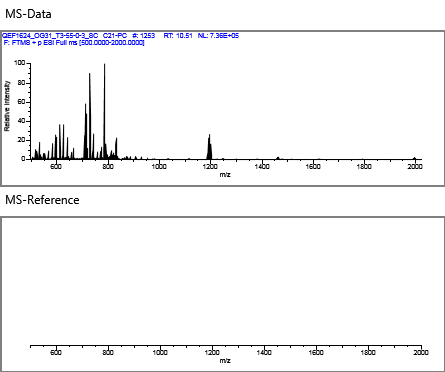 MS-Data
QEF1624_OG31_T3-55-0-3_8C C21-PC #: 1253 RT: 10.51 NL: 7.36E+05
F: FTMS + p ESI Full ms [500.0000-2000.0000]
Relative Intensity
100
80
60
40
20
0
600 800 1000 1200 1400 1600 1800 2000
m/z
MS-Reference
600 800 1000 1200 1400 1600 1800 2000
m/z